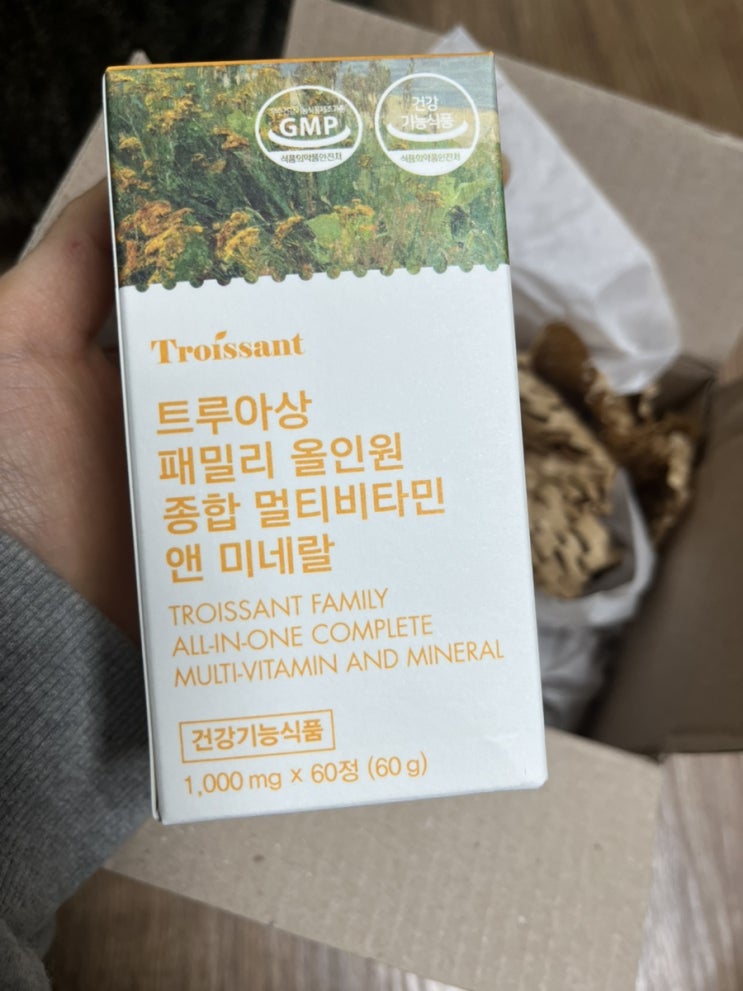 GMP
식품의약품안전처
건강
기능식품
식품의약품안전처
Troissant
트루아상
패밀리 올인원
종합 멀티비타민
앤 미네랄
TROISSANT FAMILY
ALL-IN-ONE COMPLETE
MULTI-VITAMIN AND MINERAL
건강기능식품
1,000 mg x 60정 (60 g)